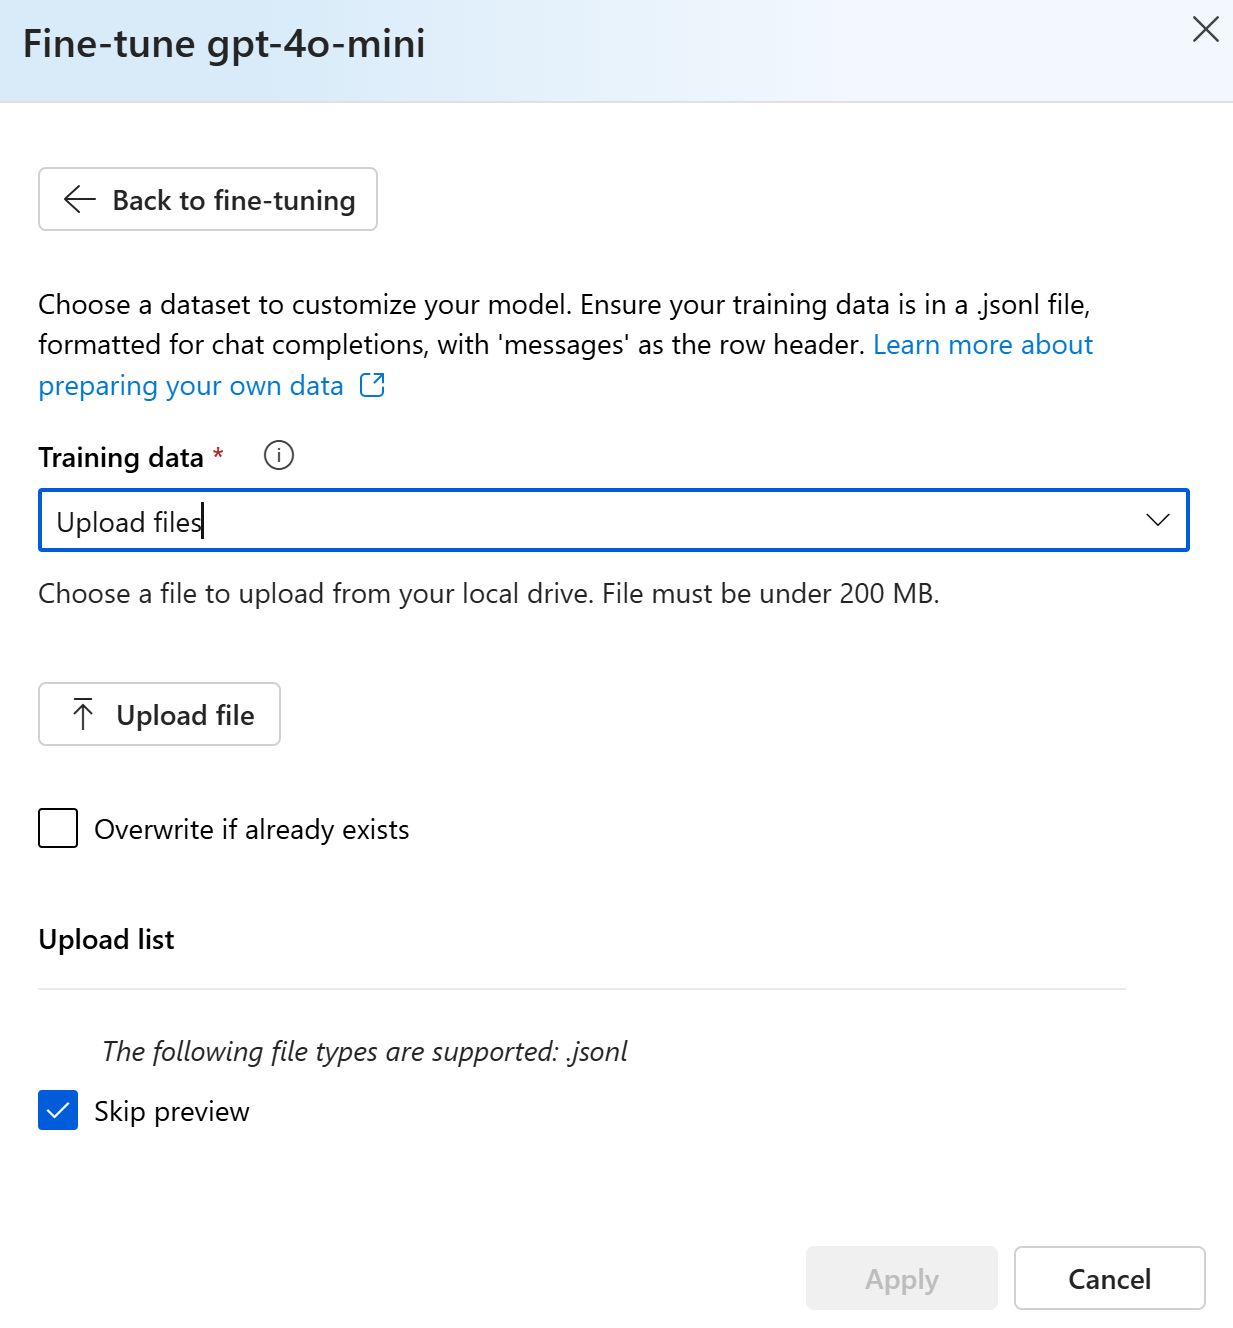 Fine-tune gpt-4o-mini
Back to fine-tuning
Choose a dataset to customize your model. Ensure your training data is in a .jsonl file,
formatted for chat completions, with 'messages' as the row header. Learn more about
preparing your own data
Training data *
Upload files
Choose a file to upload from your local drive. File must be under 200 MB.
Upload file
Overwrite if already exists
Upload list
The following file types are supported: .jsonl
Skip preview
Apply
Cancel